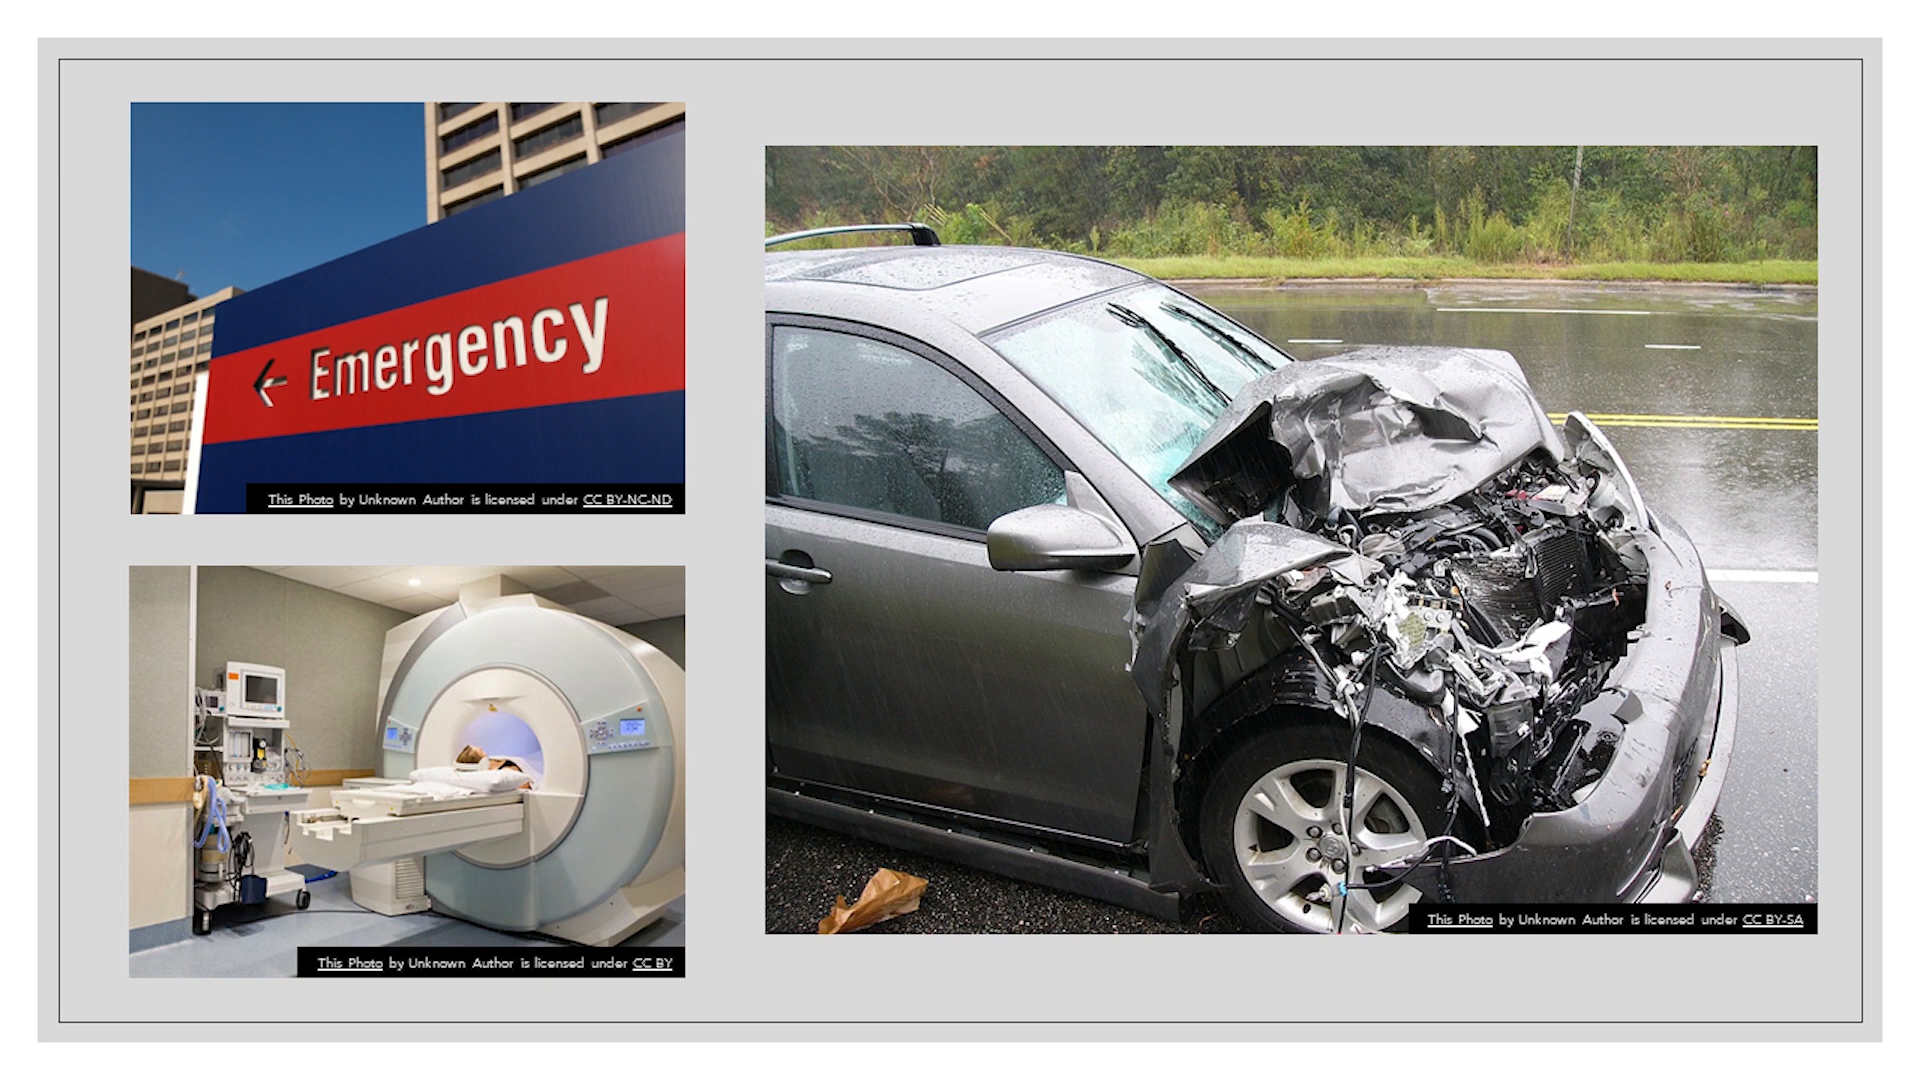 ← Emergency
This Photo by Unknown Author is licensed under CC BY-NC-ND
This Photo by Unknown Author is licensed under CC BY
This Photo by Unknown Author is licensed under CC BY-SA